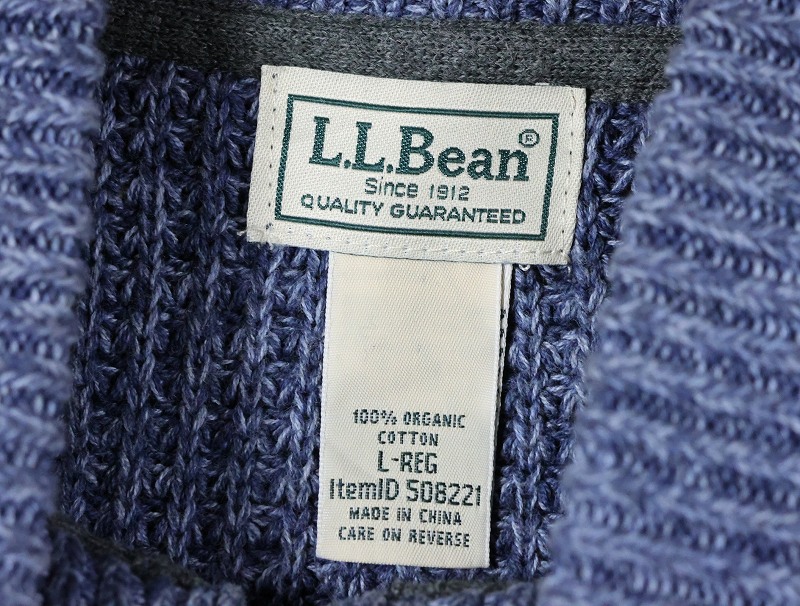 L.L.Bean®
Since 1912
QUALITY GUARANTEED
100% ORGANIC
COTTON
L-REG
ItemID 508221
MADE IN CHINA
CARE ON REVERSE